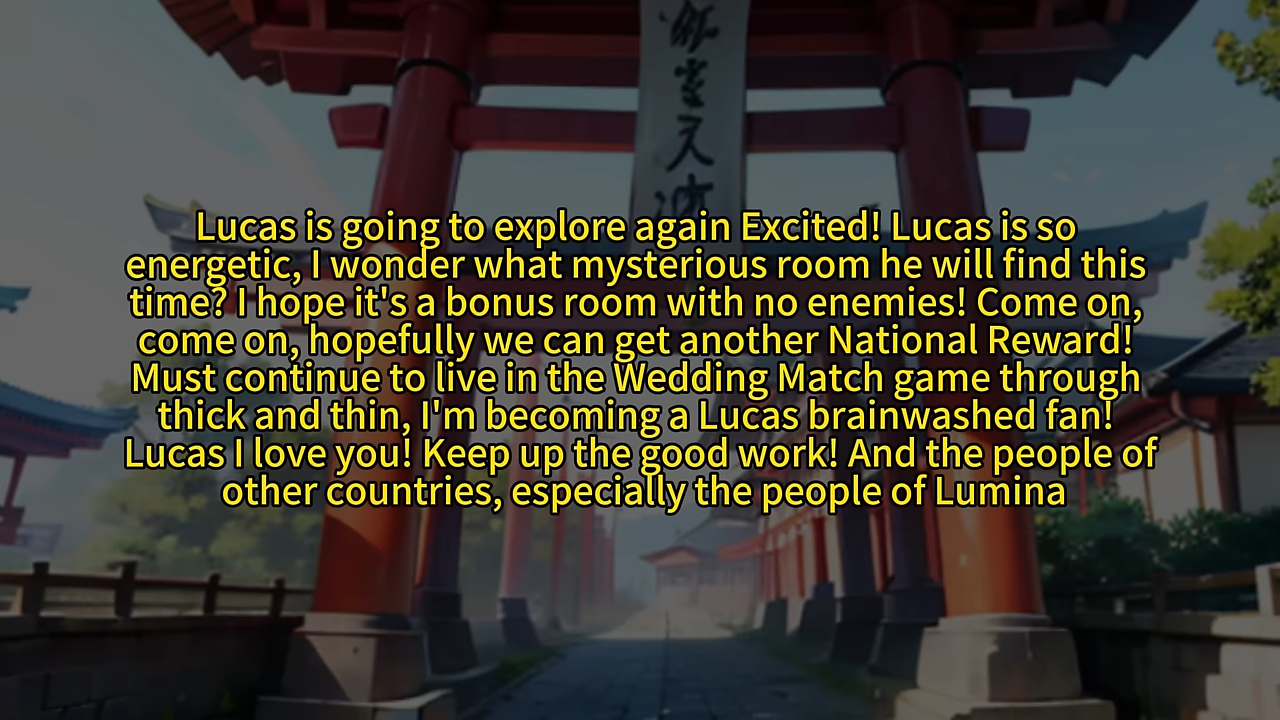 Lucas is going to explore again Excited! Lucas is so
energetic, I wonder what mysterious room he will find this
time? I hope it's a bonus room with no enemies! Come on,
come on, hopefully we can get another National Reward!
Must continue to live in the Wedding Match game through
thick and thin, I'm becoming a Lucas brainwashed fan!
Lucas I love you! Keep up the good work! And the people of
other countries, especially the people of Lumina